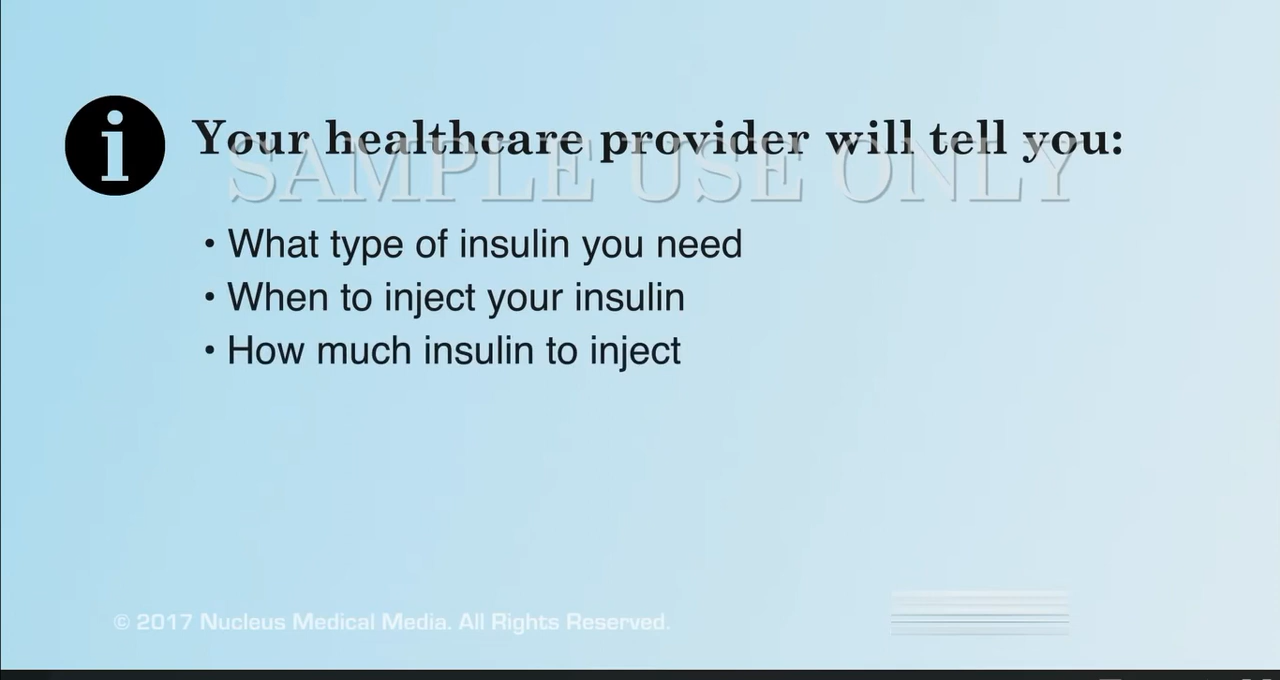 i
Your healthcare provider will tell you:
SAMPLE USE ONLY
• What type of insulin you need
• When to inject your insulin
• How much insulin to inject
© 2017 Nucleus Medical Media. All Rights Reserved.